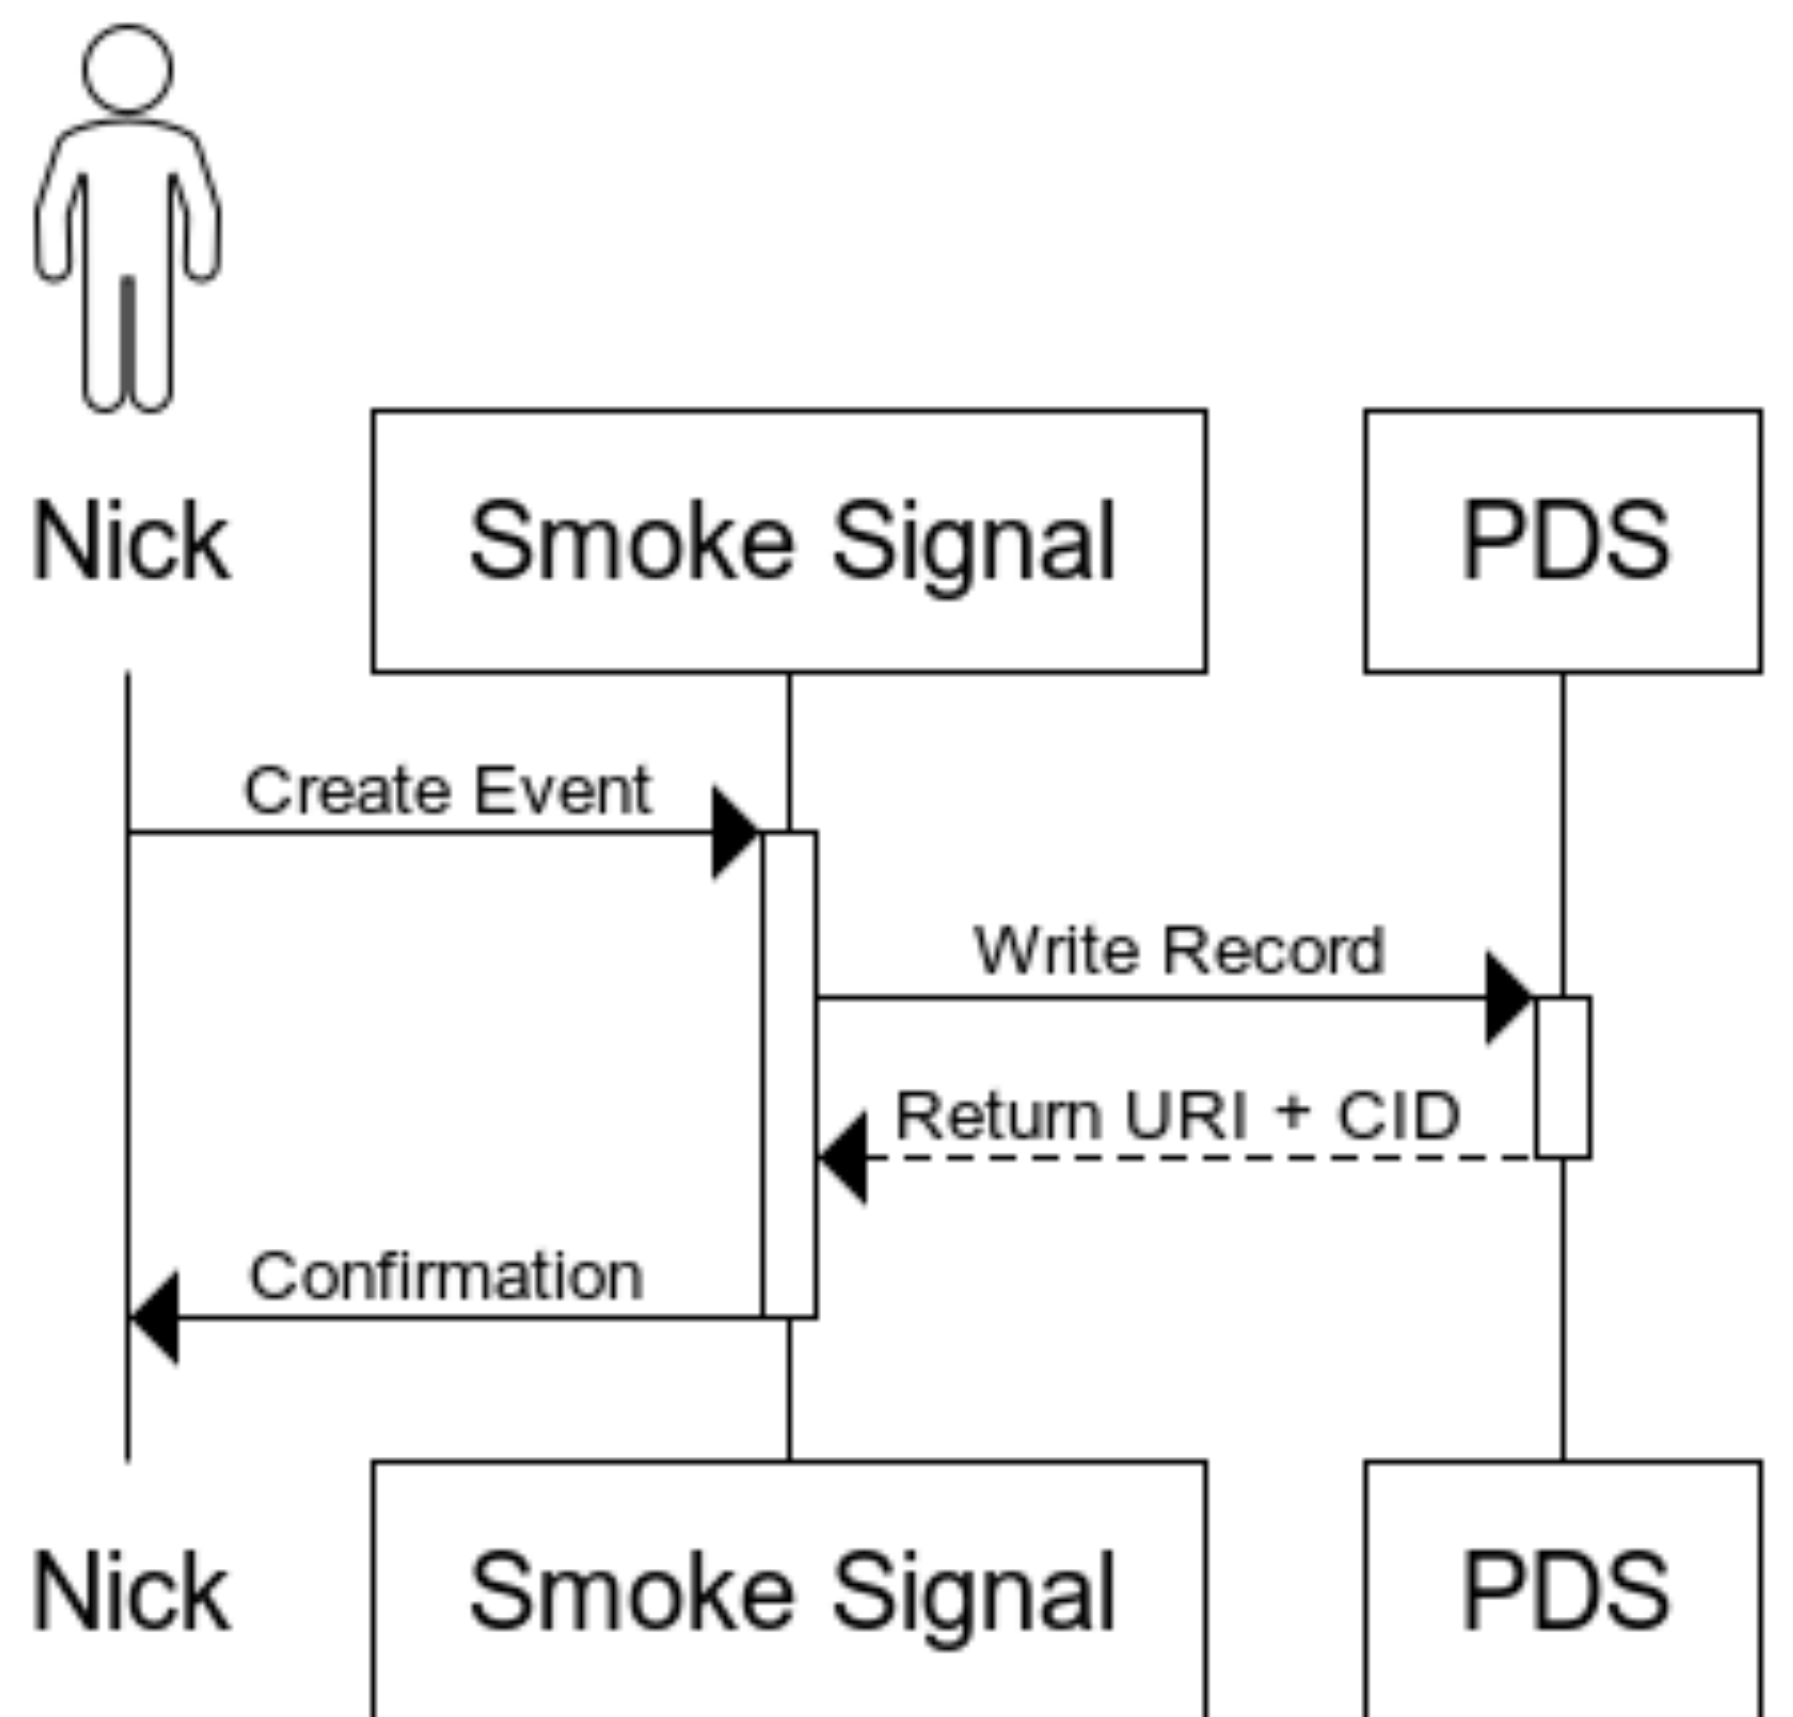 Nick
Smoke Signal
PDS
Create Event
Write Record
Return URI + CID
Confirmation
Nick
Smoke Signal
PDS